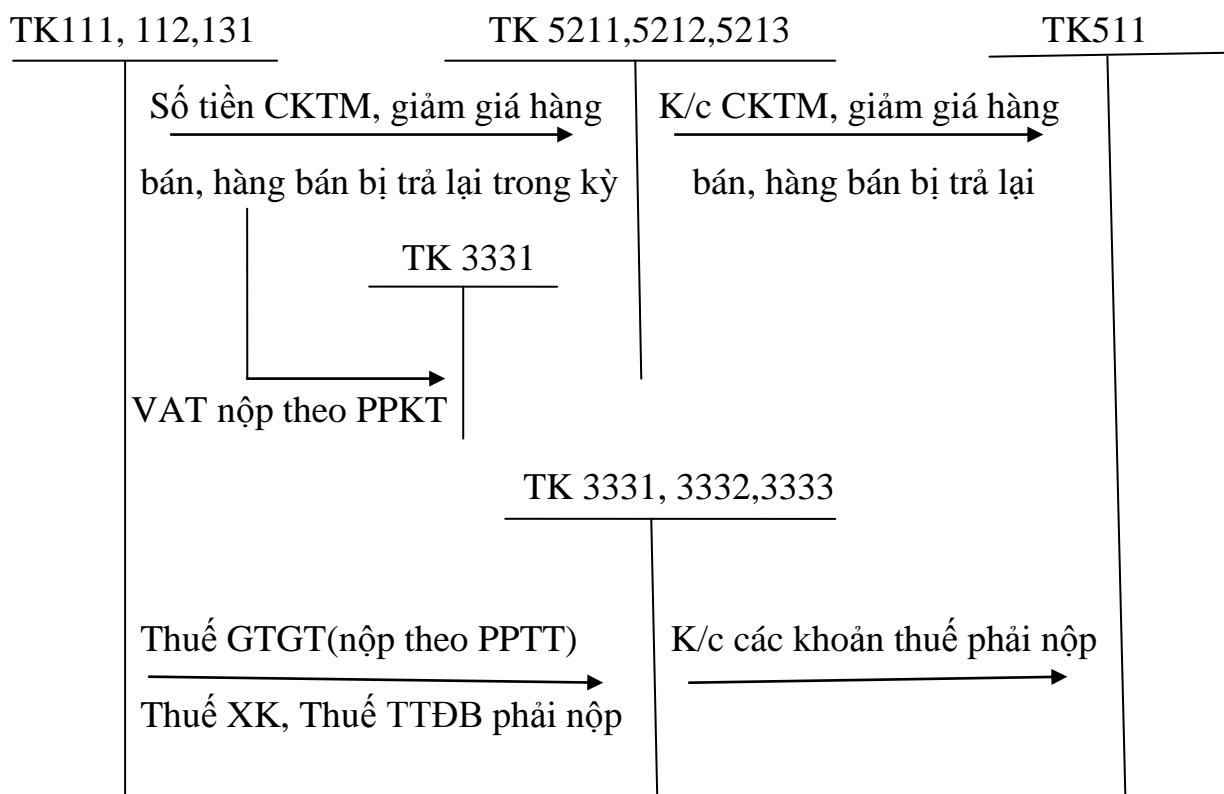 TK111, 112,131
TK 5211,5212,5213
TK511
Số tiền CKTM, giảm giá hàng
K/c CKTM, giảm giá hàng
bán, hàng bán bị trả lại trong kỳ
bán, hàng bán bị trả lại
TK 3331
VAT nộp theo PPKT
TK 3331, 3332,3333
Thuế GTGT(nộp theo PPTT)
K/c các khoản thuế phải nộp
Thuế XK, Thuế TTĐB phải nộp